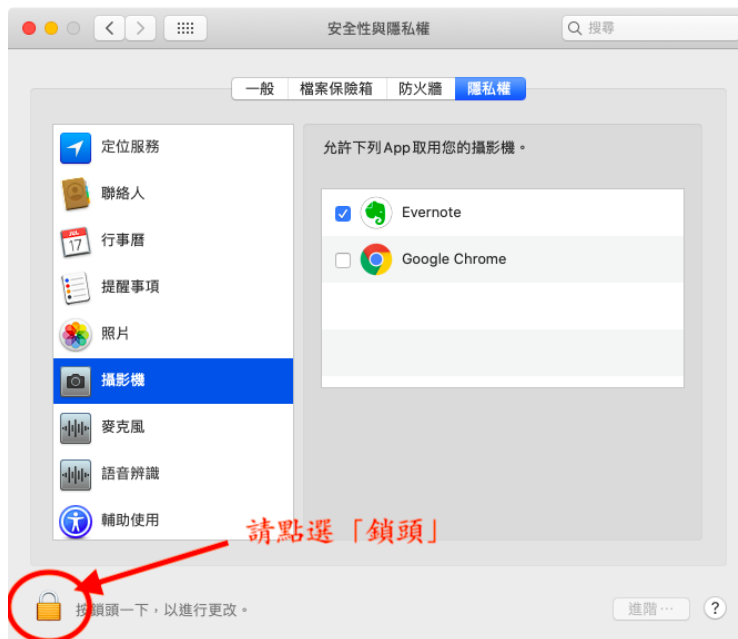 安全性與隱私權
搜尋
一般 檔案保險箱 防火牆 隱私權
定位服務
聯絡人
JUL
17
行事曆
提醒事項
照片
攝影機
麥克風
語音辨識
輔助使用
允許下列 App 取用您的攝影機。
Evernote
Google Chrome
請點選「鎖頭」
按鎖頭一下,以進行更改。
進階⋯
?